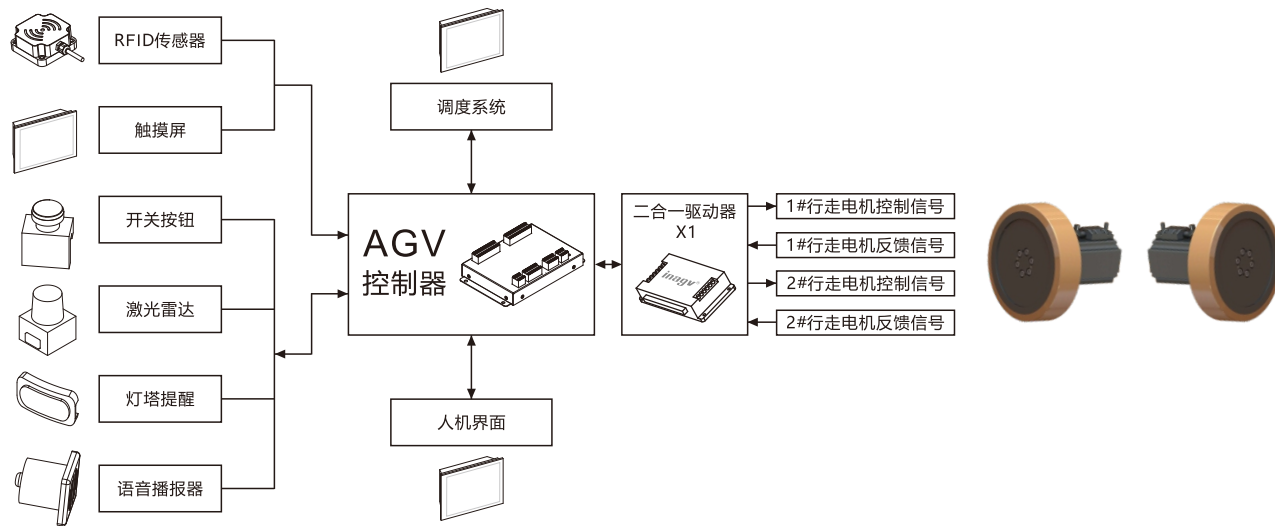 RFID传感器
触摸屏
开关按钮
激光雷达
灯塔提醒
语音播报器
调度系统
AGV
控制器
人机界面
二合一驱动器
X1
inagv®
1#行走电机控制信号
1#行走电机反馈信号
2#行走电机控制信号
2#行走电机反馈信号